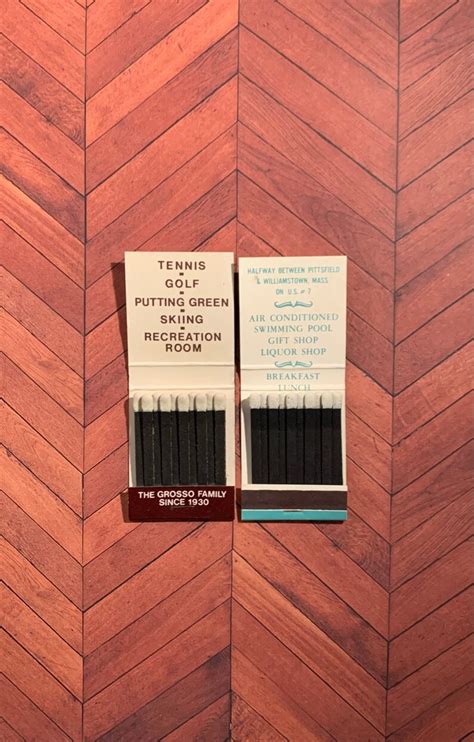 TENNIS
GOLF
PUTTING GREEN
SKIING
RECREATION
ROOM
THE GROSSO FAMILY
SINCE 1930
HALFWAY BETWEEN PITTSFIELD
& WILLIAMSTOWN, MASS.
ON U.S. # 7
AIR CONDITIONED
SWIMMING POOL
GIFT SHOP
LIQUOR SHOP
BREAKFAST
LUNCH